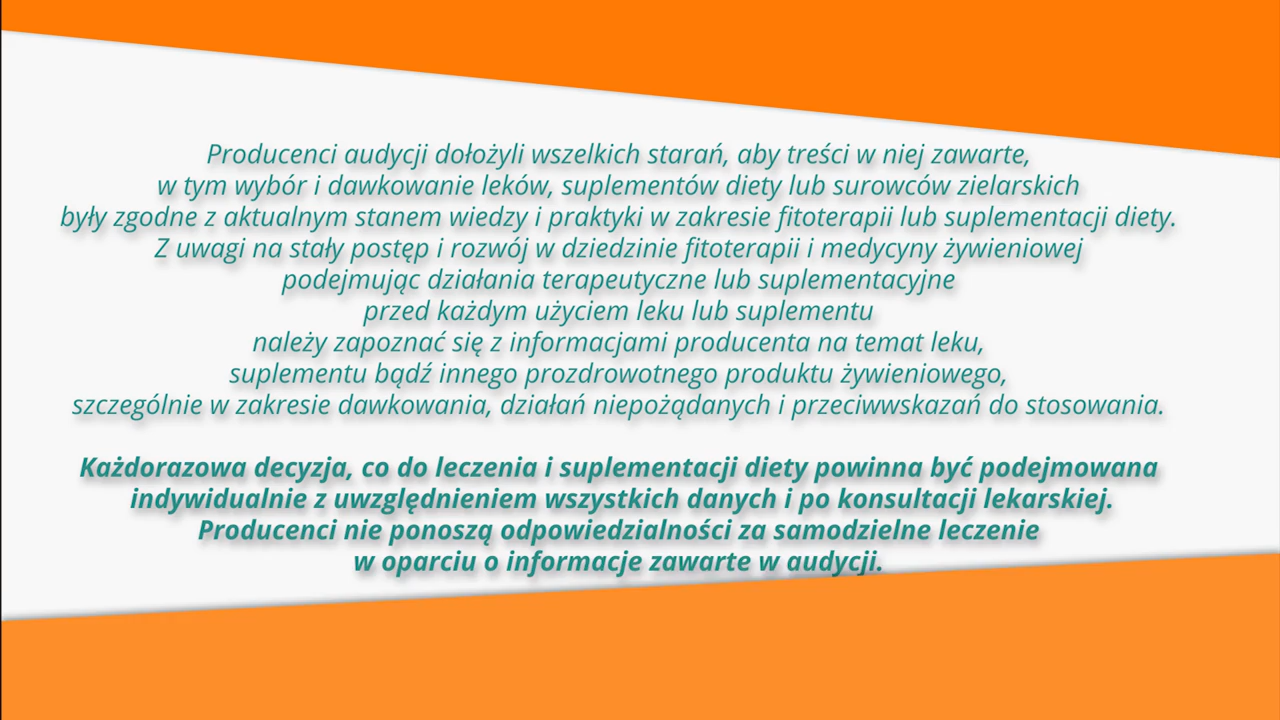 Producenci audycji dołożyli wszelkich starań, aby treści w niej zawarte,
w tym wybór i dawkowanie leków, suplementów diety lub surowców zielarskich
były zgodne z aktualnym stanem wiedzy i praktyki w zakresie fitoterapii lub suplementacji diety.
Z uwagi na stały postęp i rozwój w dziedzinie fitoterapii i medycyny żywieniowej
podejmując działania terapeutyczne lub suplementacyjne
przed każdym użyciem leku lub suplementu
należy zapoznać się z informacjami producenta na temat leku,
suplementu bądź innego prozdrowotnego produktu żywieniowego,
szczególnie w zakresie dawkowania, działań niepożądanych i przeciwwskazań do stosowania.
Każdorazowa decyzja, co do leczenia i suplementacji diety powinna być podejmowana
indywidualnie z uwzględnieniem wszystkich danych i po konsultacji lekarskiej.
Producenci nie ponoszą odpowiedzialności za samodzielne leczenie
w oparciu o informacje zawarte w audycji.